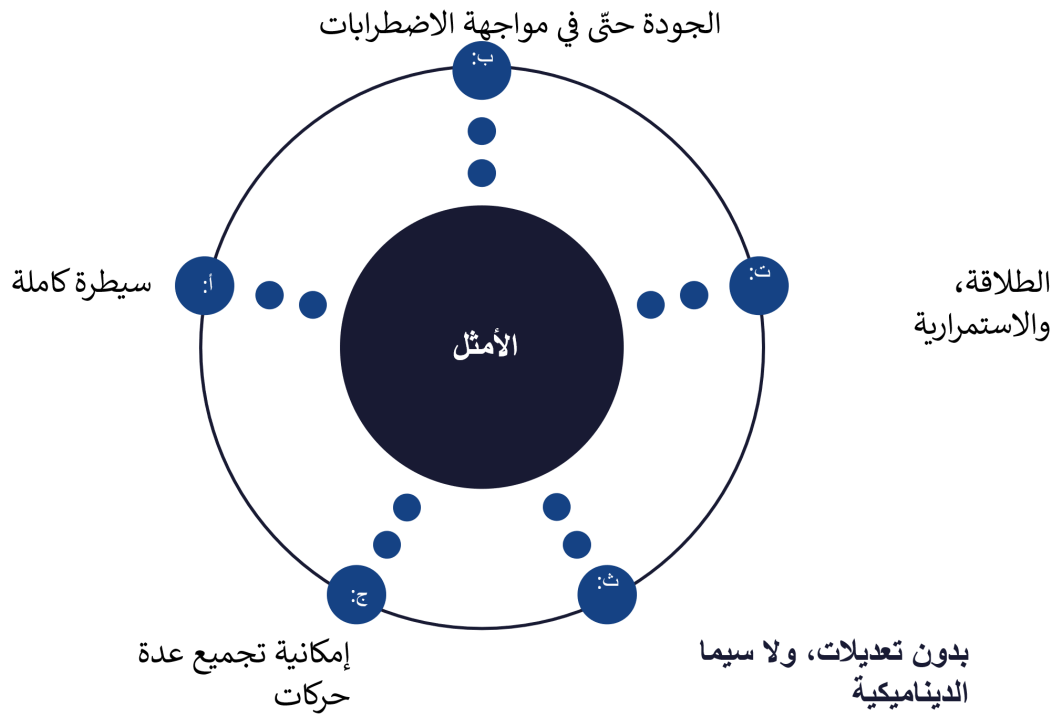 الجودة حتّى في مواجهة الاضطرابات
ب:
أ:
سيطرة كاملة
ت:
الطلاقة،
والاستمرارية
الأمثل
ث:
بدون تعديلات، ولا سيما
الديناميكية
ج:
إمكانية تجميع عدة
حركات